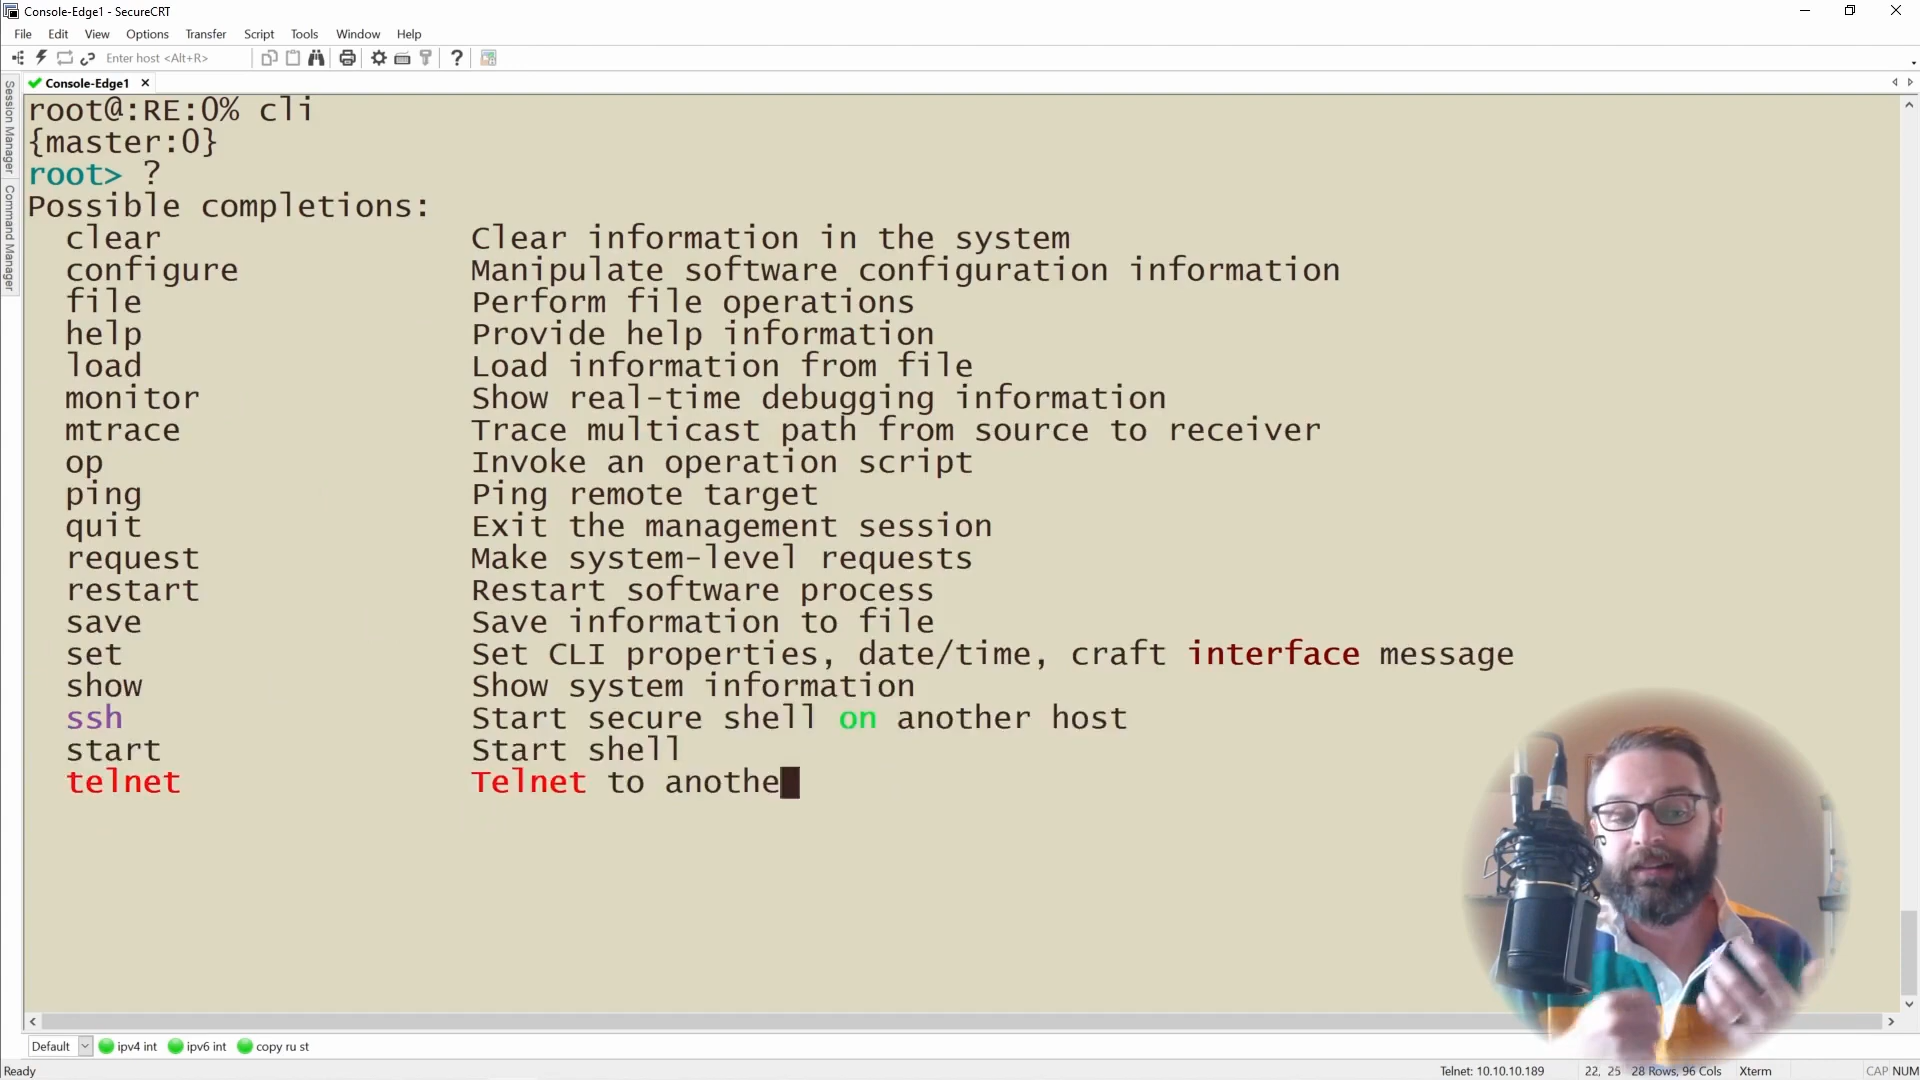 Console-Edge1 - SecureCRT
File Edit View Options Transfer Script Tools Window Help
Enter host <Alt+R>
Console-Edge1
Session Manager
Command Manager
root@:RE:0% cli
{master:0}
root> ?
Possible completions:
clear Clear information in the system
configure Manipulate software configuration information
file Perform file operations
help Provide help information
load Load information from file
monitor Show real-time debugging information
mtrace Trace multicast path from source to receiver
op Invoke an operation script
ping Ping remote target
quit Exit the management session
request Make system-level requests
restart Restart software process
save Save information to file
set Set CLI properties, date/time, craft interface message
show Show system information
ssh Start secure shell on another host
start Start shell
telnet Telnet to anothe
Default ipv4 int ipv6 int copy ru st
Ready Telnet: 10.10.10.189 22, 25 28 Rows, 96 Cols Xterm CAP NUM